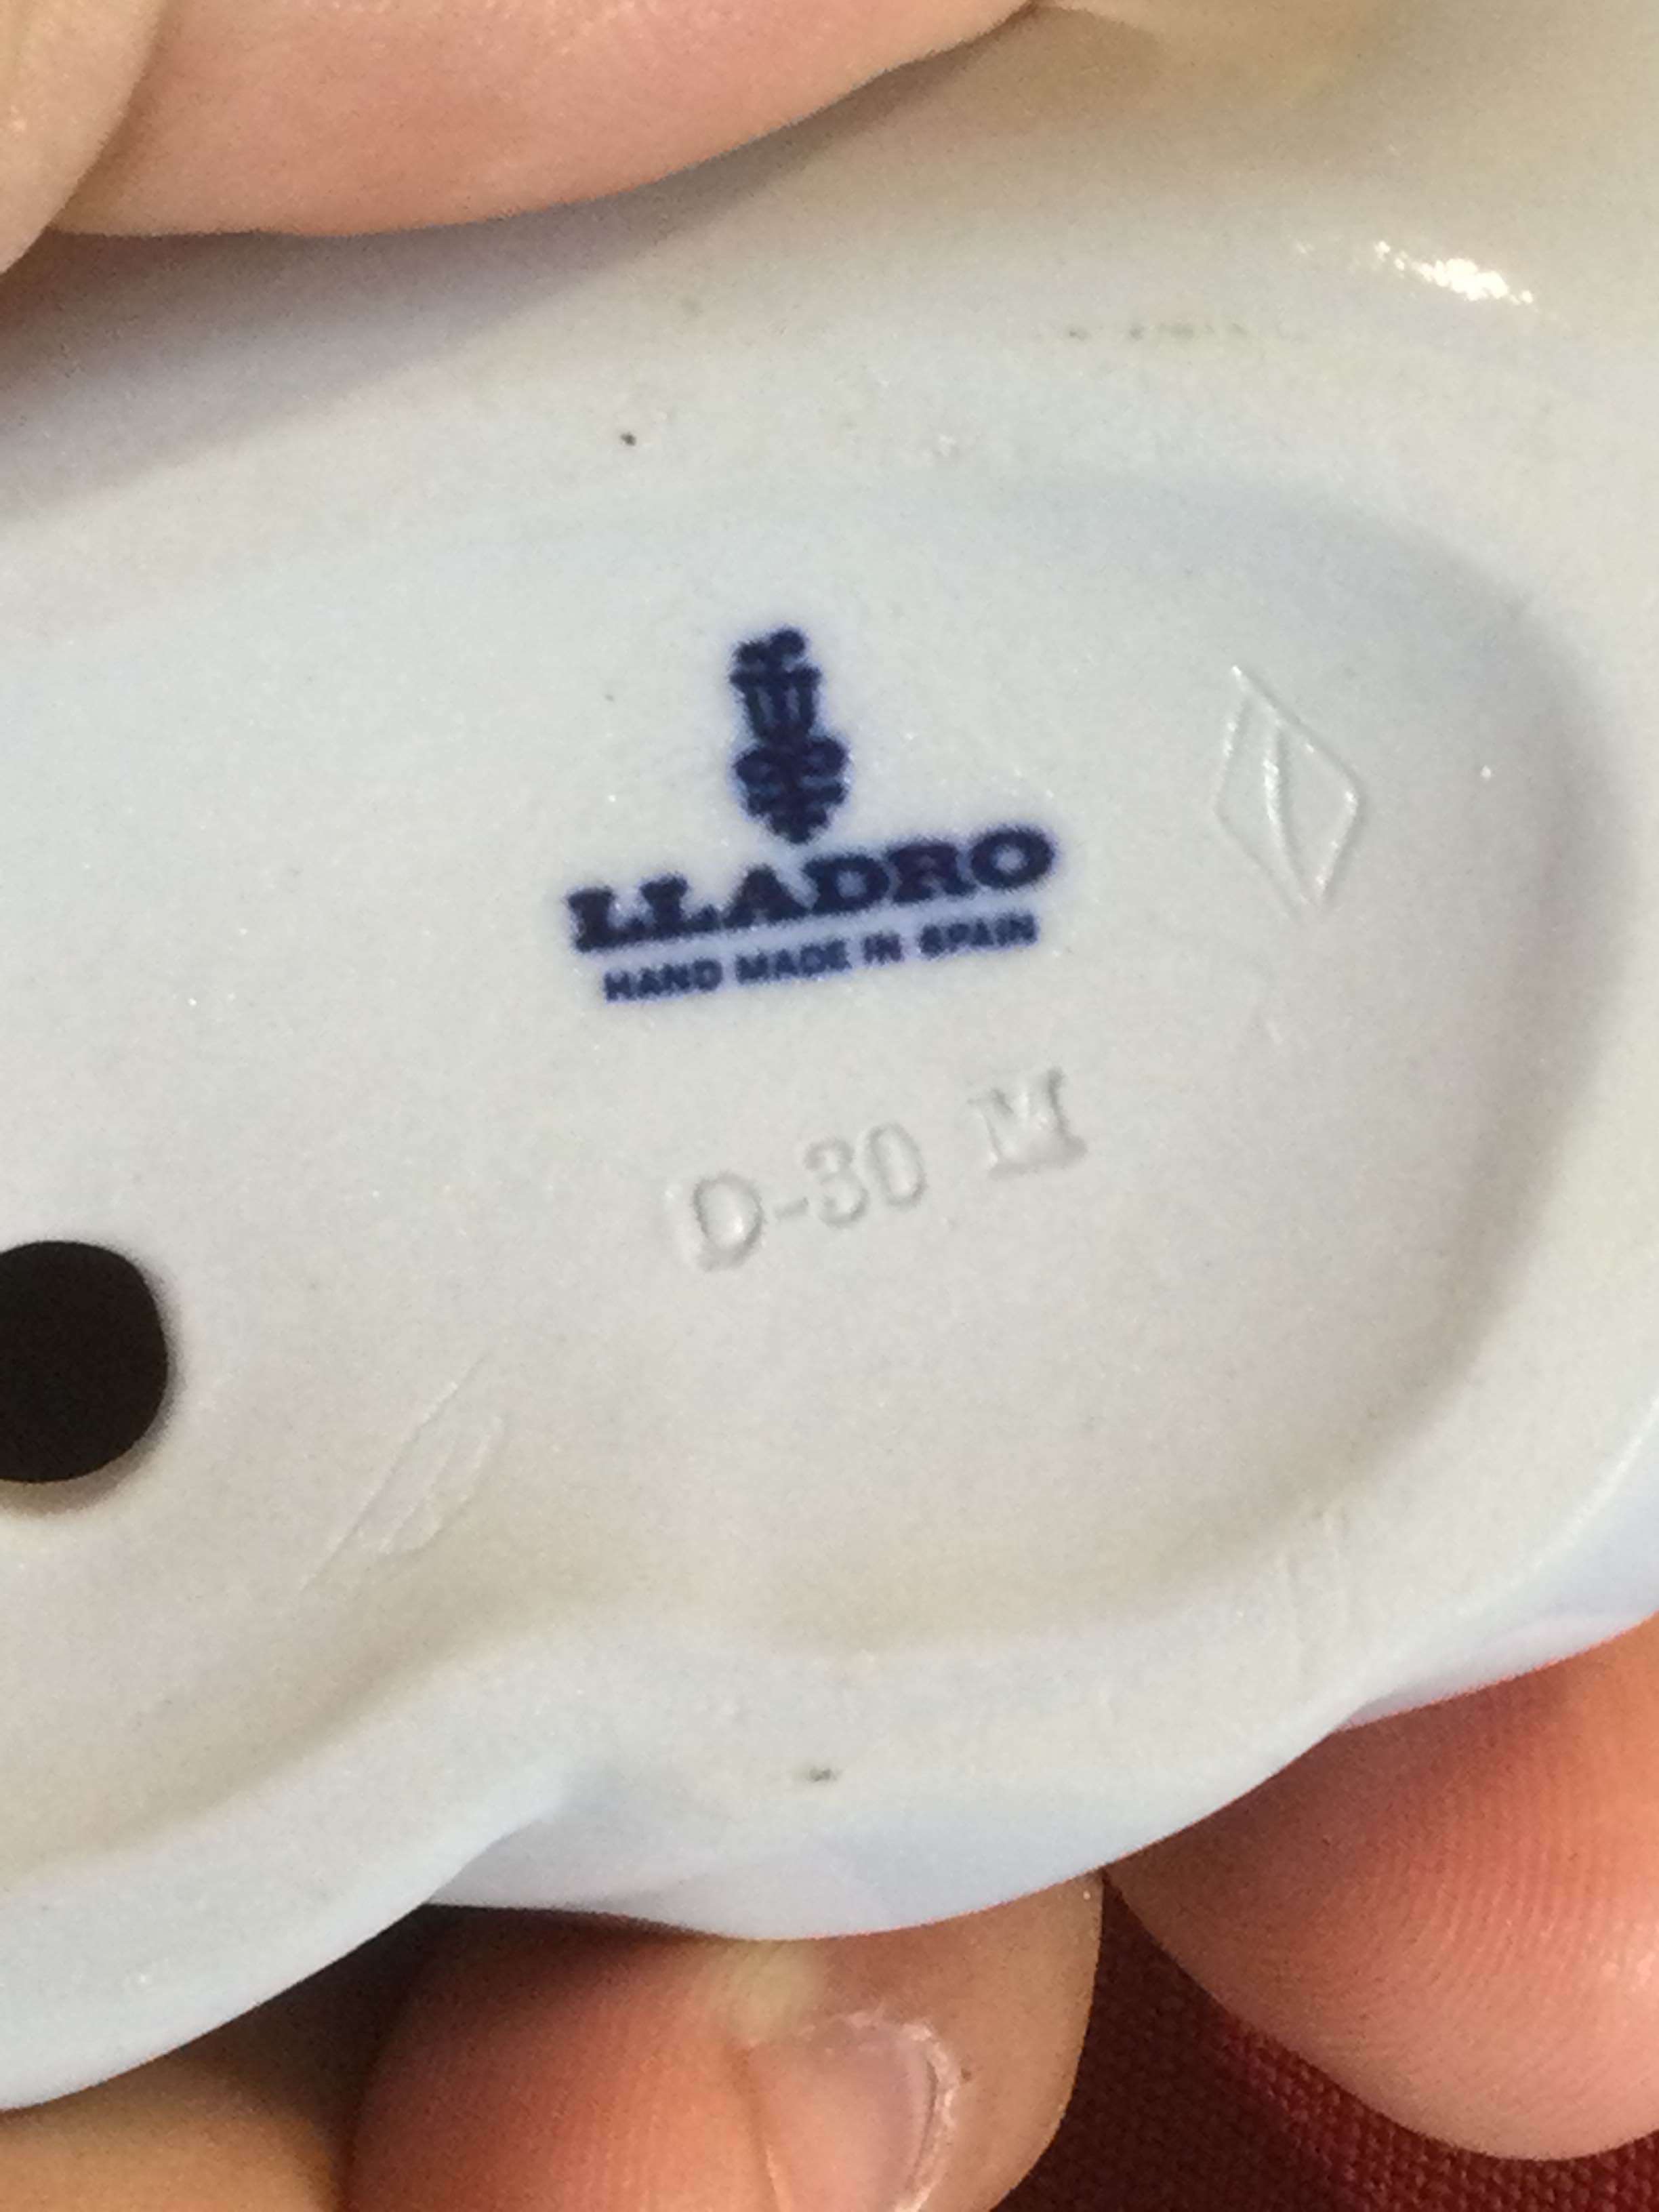 LLADRO
HAND MADE IN SPAIN
D-30 M